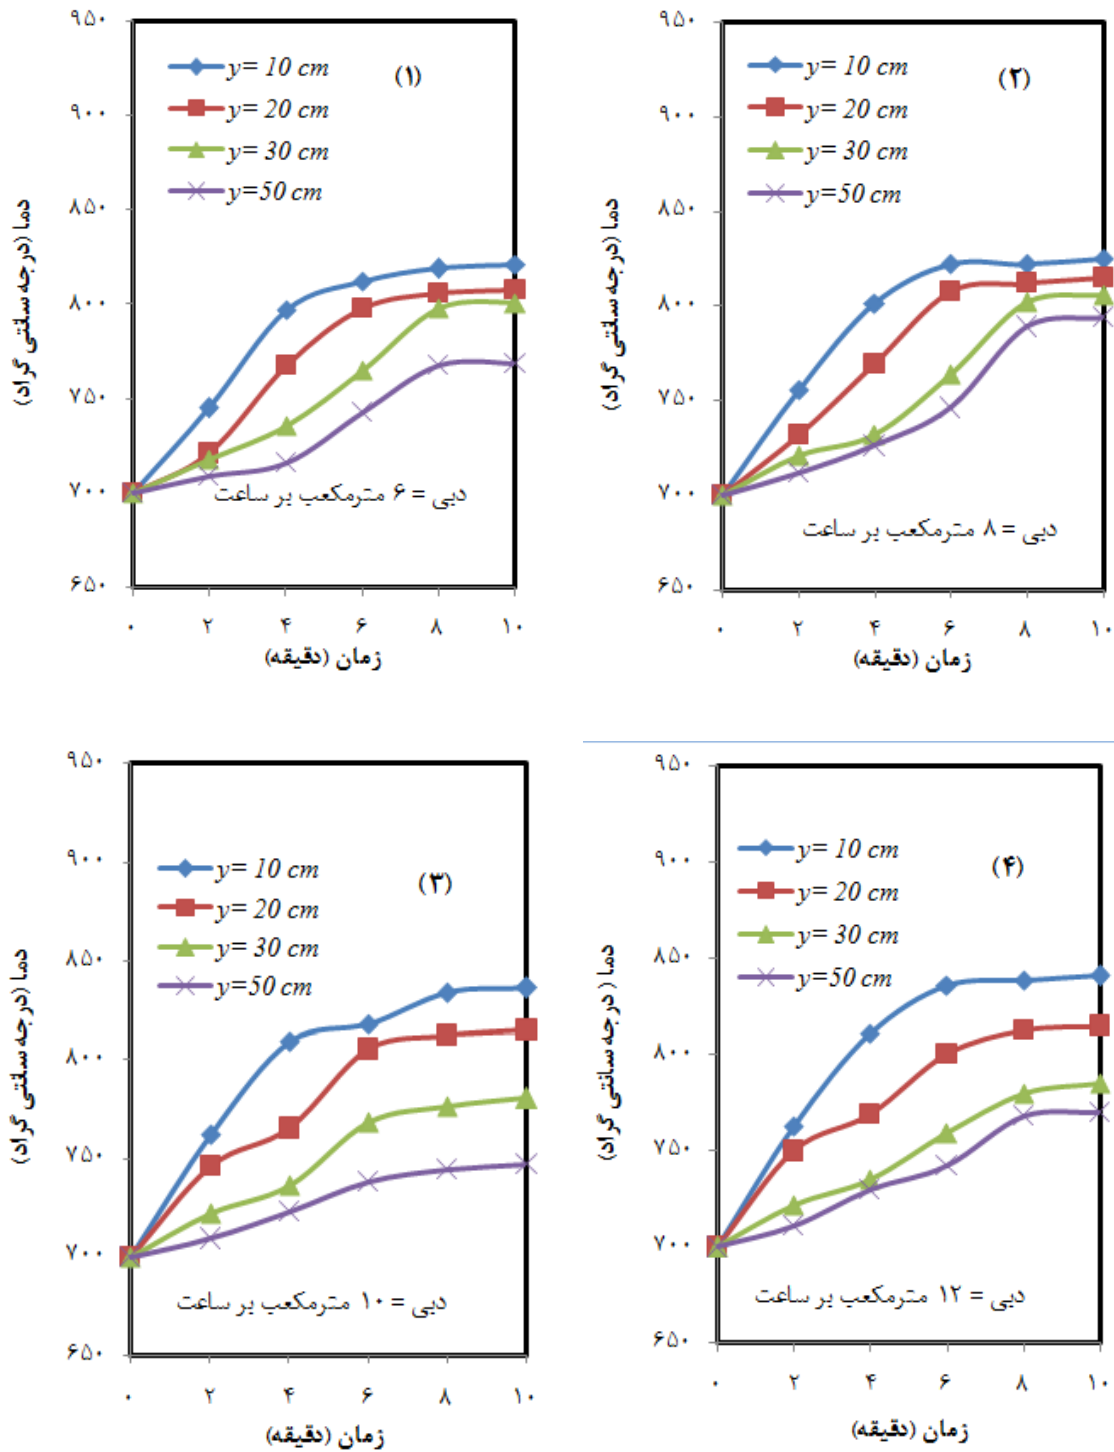 (۱)
۹۵۰
۹۰۰
۸۵۰
۸۰۰
۷۵۰
۷۰۰
۶۵۰
y= 10 cm
y= 20 cm
y= 30 cm
y=50 cm
دما (درجه سانتی گراد)
دبی = ۶ مترمکعب بر ساعت
۰ ۲ ۴ ۶ ۸ ۱۰
زمان (دقیقه)
(۲)
۹۵۰
۹۰۰
۸۵۰
۸۰۰
۷۵۰
۷۰۰
۶۵۰
y= 10 cm
y= 20 cm
y= 30 cm
y=50 cm
دما (درجه سانتی گراد)
دبی = ۸ مترمکعب بر ساعت
۰ ۲ ۴ ۶ ۸ ۱۰
زمان (دقیقه)
(۳)
۹۵۰
۹۰۰
۸۵۰
۸۰۰
۷۵۰
۷۰۰
۶۵۰
y= 10 cm
y= 20 cm
y= 30 cm
y=50 cm
دما (درجه سانتی گراد)
دبی = ۱۰ مترمکعب بر ساعت
۰ ۲ ۴ ۶ ۸ ۱۰
زمان (دقیقه)
(۴)
۹۵۰
۹۰۰
۸۵۰
۸۰۰
۷۵۰
۷۰۰
۶۵۰
y= 10 cm
y= 20 cm
y= 30 cm
y=50 cm
دما ( درجه سانتی گراد)
دبی = ۱۲ مترمکعب بر ساعت
۰ ۲ ۴ ۶ ۸ ۱۰
زمان (دقیقه)